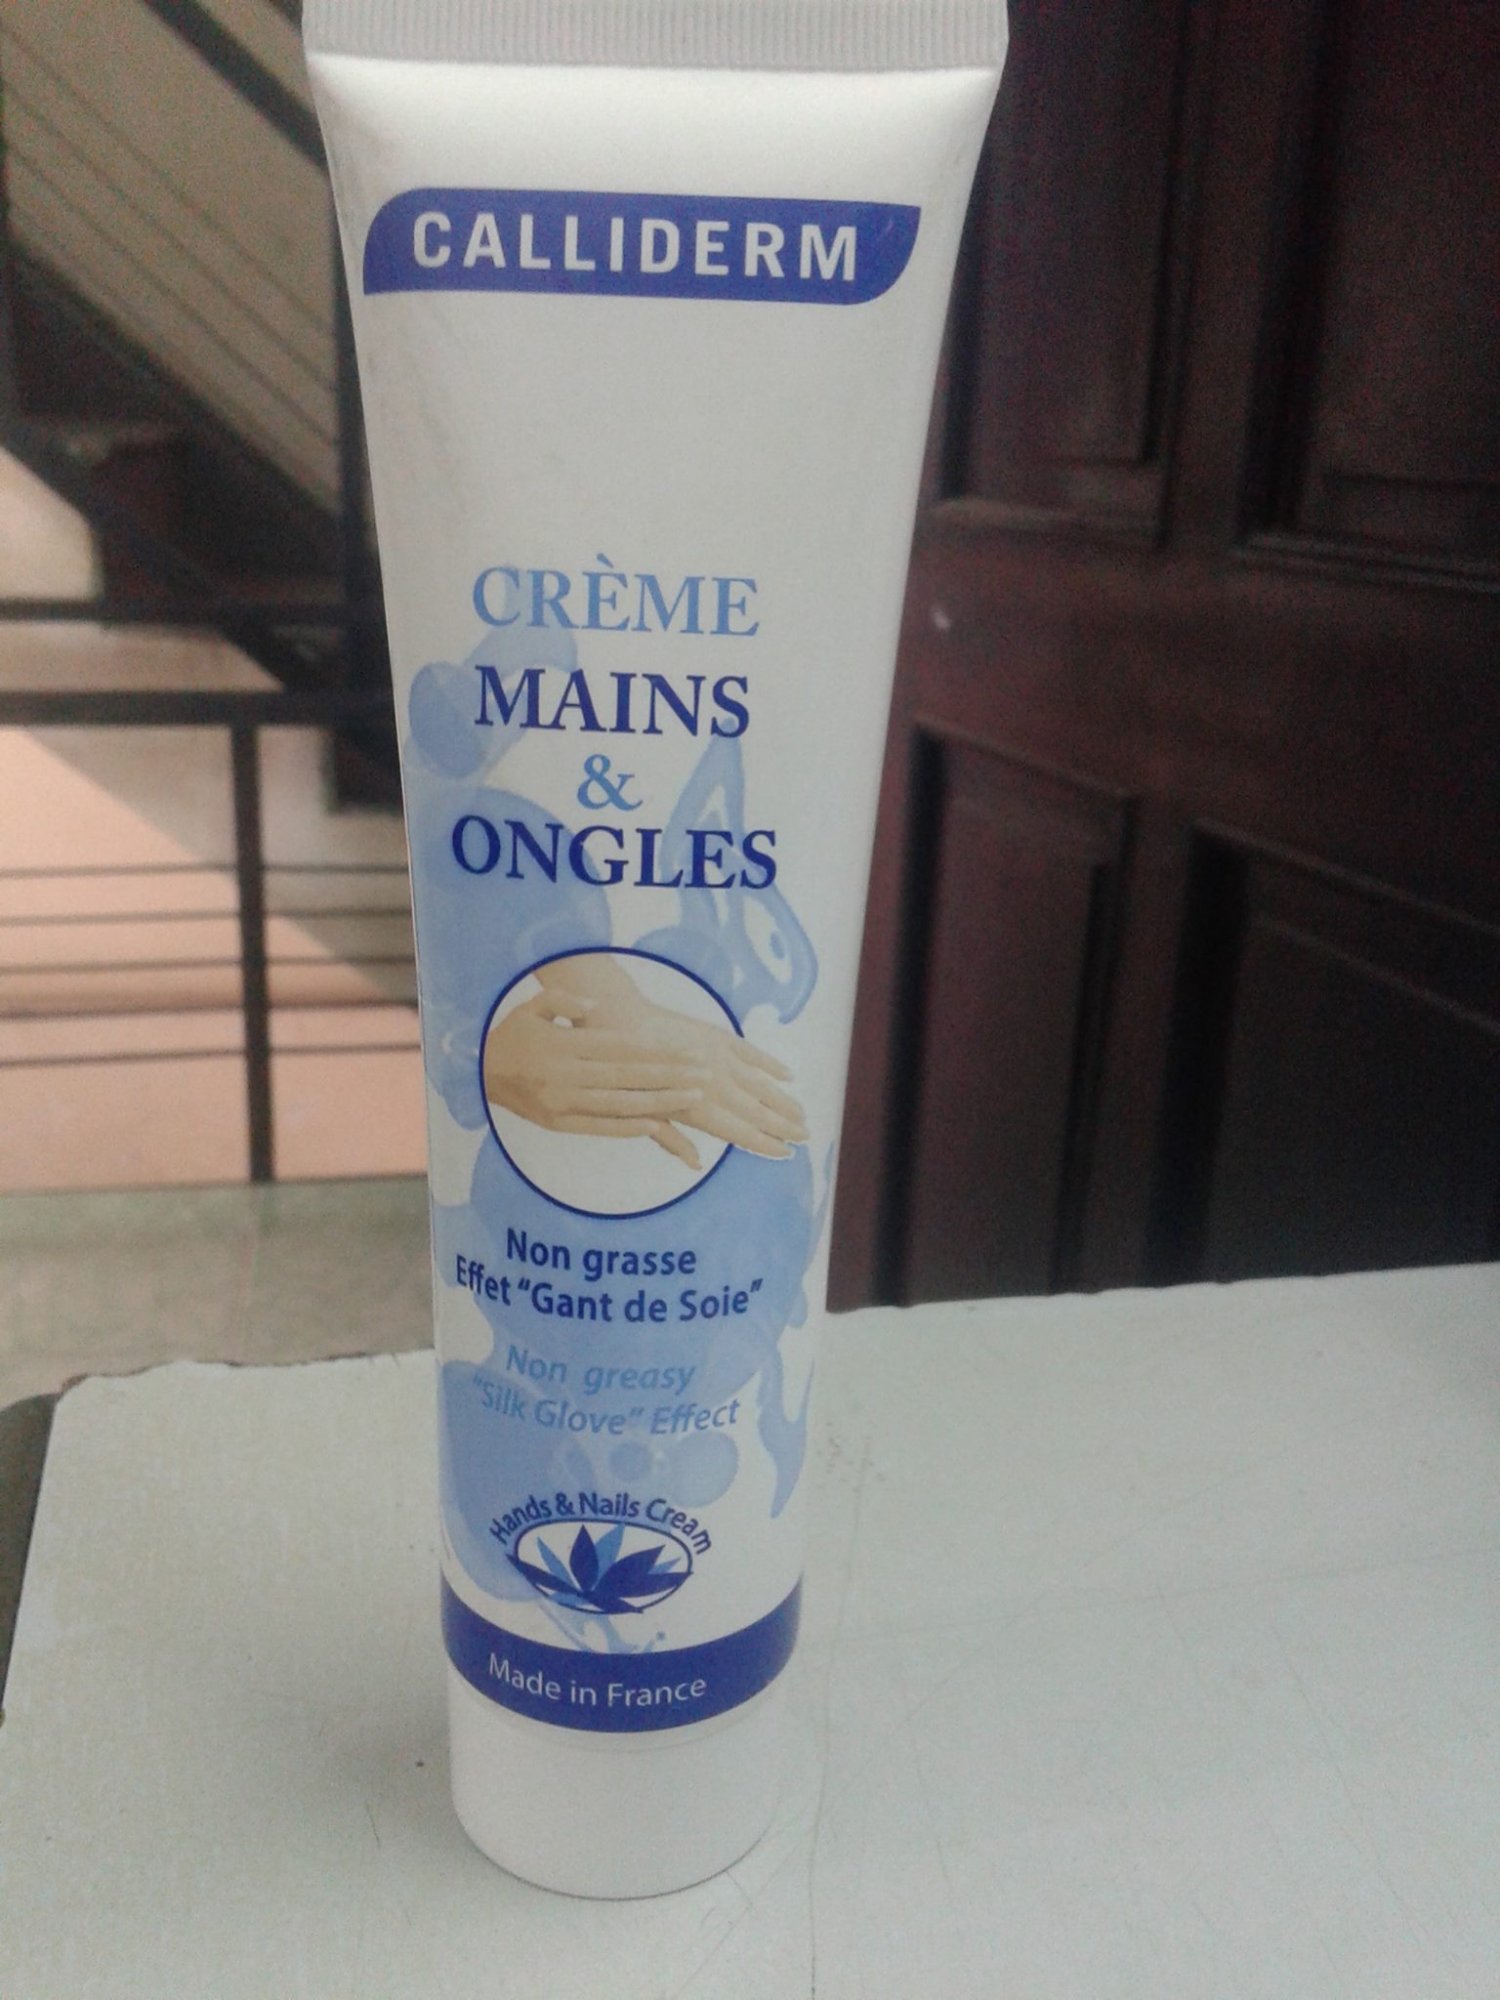 CALLIDERM
CRÈME
MAINS
&
ONGLES
Non grasse
Effet "Gant de Soie"
Non greasy
"Silk Glove" Effect
Hands & Nails Cream
Made in France